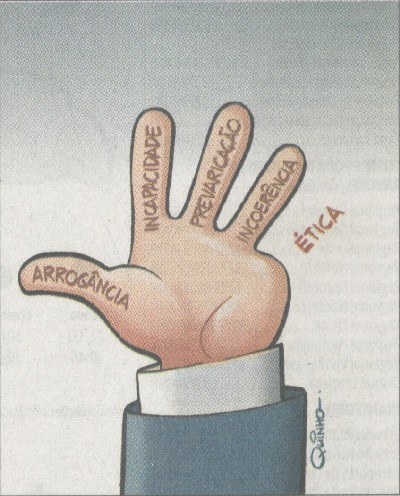 ARROGÂNCIA
INCAPACIDADE
PREVARICAÇÃO
INCOERÊNCIA
ÉTICA
QUINHO